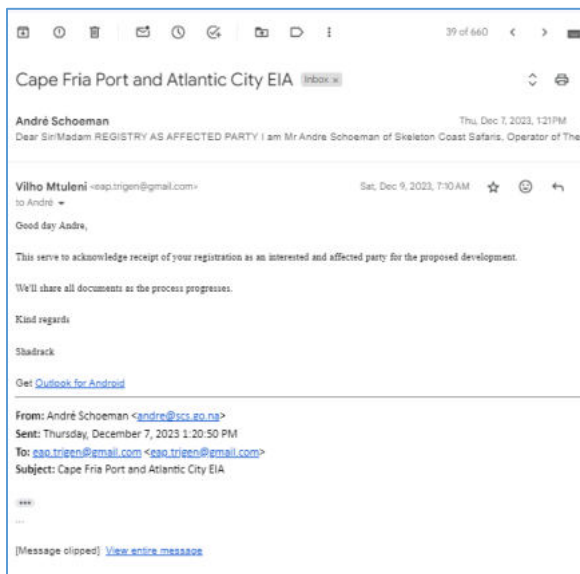 39 of 660
Cape Fria Port and Atlantic City EIA Inbox x
André Schoeman Thu, Dec 7, 2023, 1:21 PM
Dear Sir/Madam REGISTRY AS AFFECTED PARTY I am Mr Andre Schoeman of Skeleton Coast Safaris, Operator of The
Vilho Mtuleni <eap.trigen@gmail.com> Sat, Dec 9, 2023, 7:10 AM
to André
Good day Andre,
This serve to acknowledge receipt of your registration as an interested and affected party for the proposed development.
We'll share all documents as the process progresses.
Kind regards
Shadrack
Get Outlook for Android
From: André Schoeman <andre@scs.go.na>
Sent: Thursday, December 7, 2023 1:20:50 PM
To: eap.trigen@gmail.com <eap.trigen@gmail.com>
Subject: Cape Fria Port and Atlantic City EIA
...
[Message clipped] View entire message